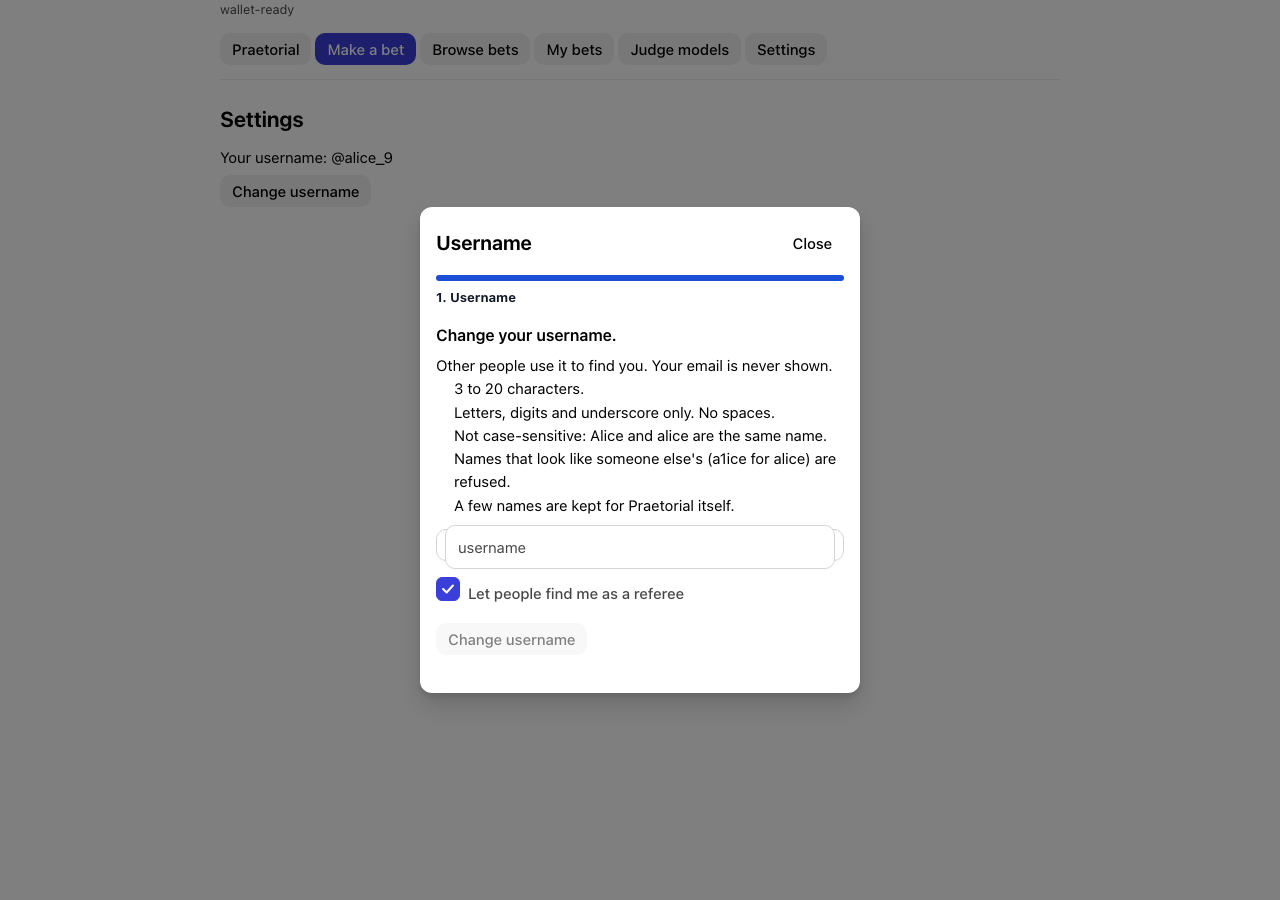 wallet-ready
Praetorial
Make a bet
Browse bets
My bets
Judge models
Settings
Settings
Your username: @alice_9
Change username
Username
Close
1. Username
Change your username.
Other people use it to find you. Your email is never shown.
3 to 20 characters.
Letters, digits and underscore only. No spaces.
Not case-sensitive: Alice and alice are the same name.
Names that look like someone else's (a1ice for alice) are
refused.
A few names are kept for Praetorial itself.
username
Let people find me as a referee
Change username